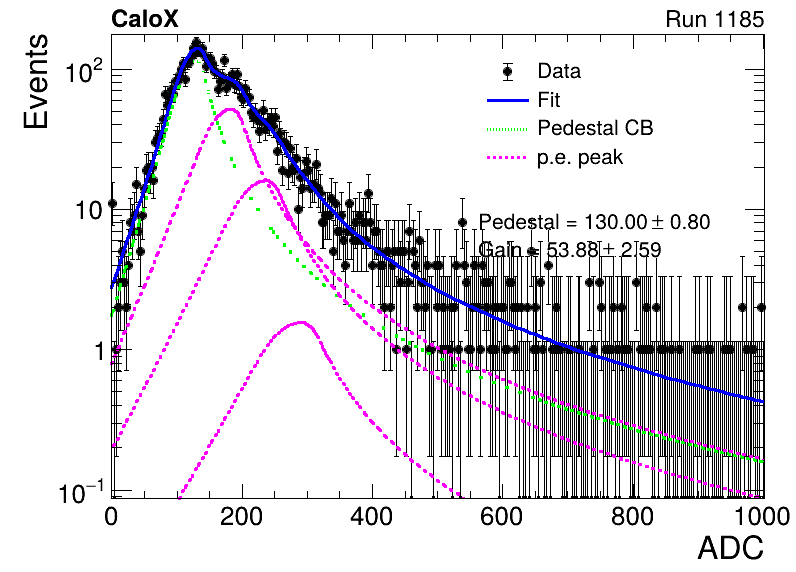 CaloX Run 1185
Events
Data
Fit
Pedestal CB
p.e. peak
Pedestal = 130.00 ± 0.80
Gain = 53.88 ± 2.59
10²
10
1
10⁻¹
0 200 400 600 800 1000
ADC